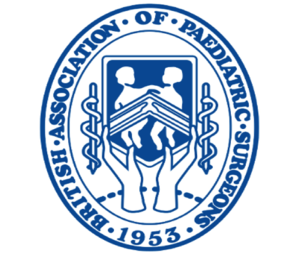 BRITISH · ASSOCIATION · OF · PAEDIATRIC · SURGEONS
· 1953 ·